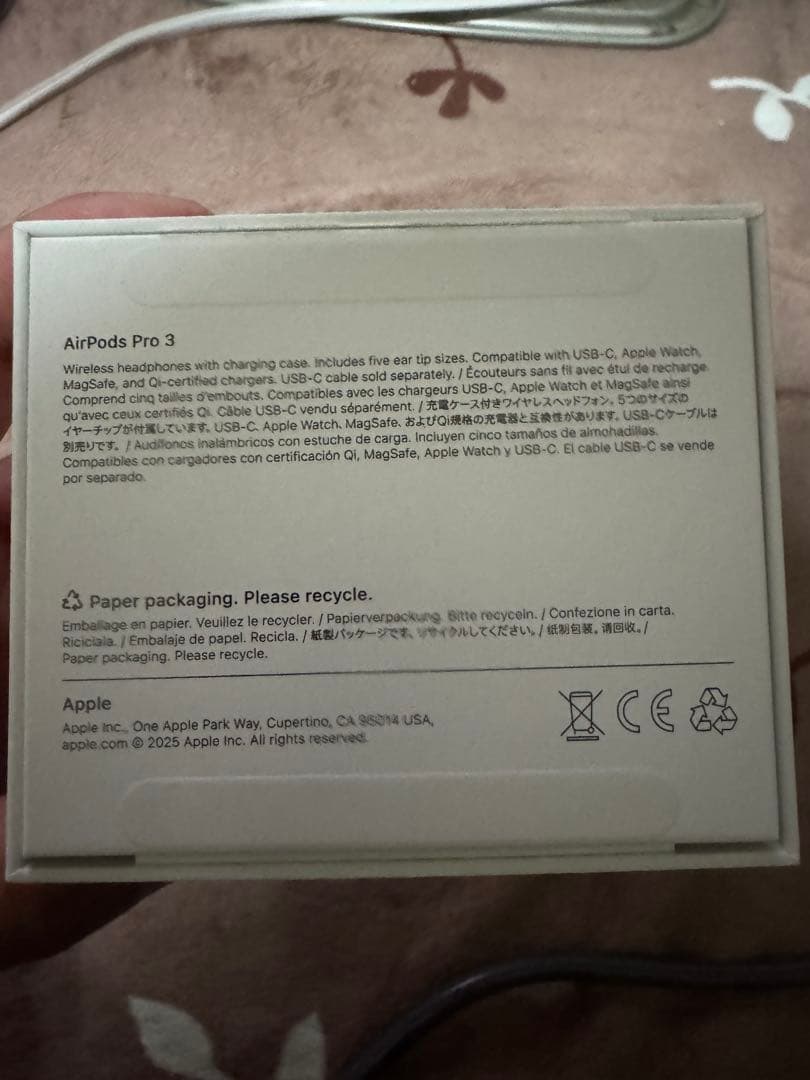 AirPods Pro 3
Wireless headphones with charging case. Includes five ear tip sizes. Compatible with USB-C, Apple Watch,
MagSafe, and Qi-certified chargers. USB-C cable sold separately. / Écouteurs sans fil avec étui de recharge.
Comprend cinq tailles d'embouts. Compatibles avec les chargeurs USB-C, Apple Watch et MagSafe ainsi
qu'avec ceux certifiés Qi. Câble USB-C vendu séparément. / 充電ケース付きワイヤレスヘッドフォン。5つのサイズの
イヤーチップが付属しています。USB-C、Apple Watch、MagSafe、およびQi規格の充電器と互換性があります。USB-Cケーブルは
別売りです。 / Audífonos inalámbricos con estuche de carga. Incluyen cinco tamaños de almohadillas.
Compatibles con cargadores con certificación Qi, MagSafe, Apple Watch y USB-C. El cable USB-C se vende
por separado.
Paper packaging. Please recycle.
Emballage en papier. Veuillez le recycler. / Papierverpackung. Bitte recyceln. / Confezione in carta.
Riciclala. / Embalaje de papel. Recicla. / 紙製パッケージです。リサイクルしてください。/ 纸制包装。请回收。/
Paper packaging. Please recycle.
Apple
Apple Inc., One Apple Park Way, Cupertino, CA 95014 USA,
apple.com © 2025 Apple Inc. All rights reserved.
CE